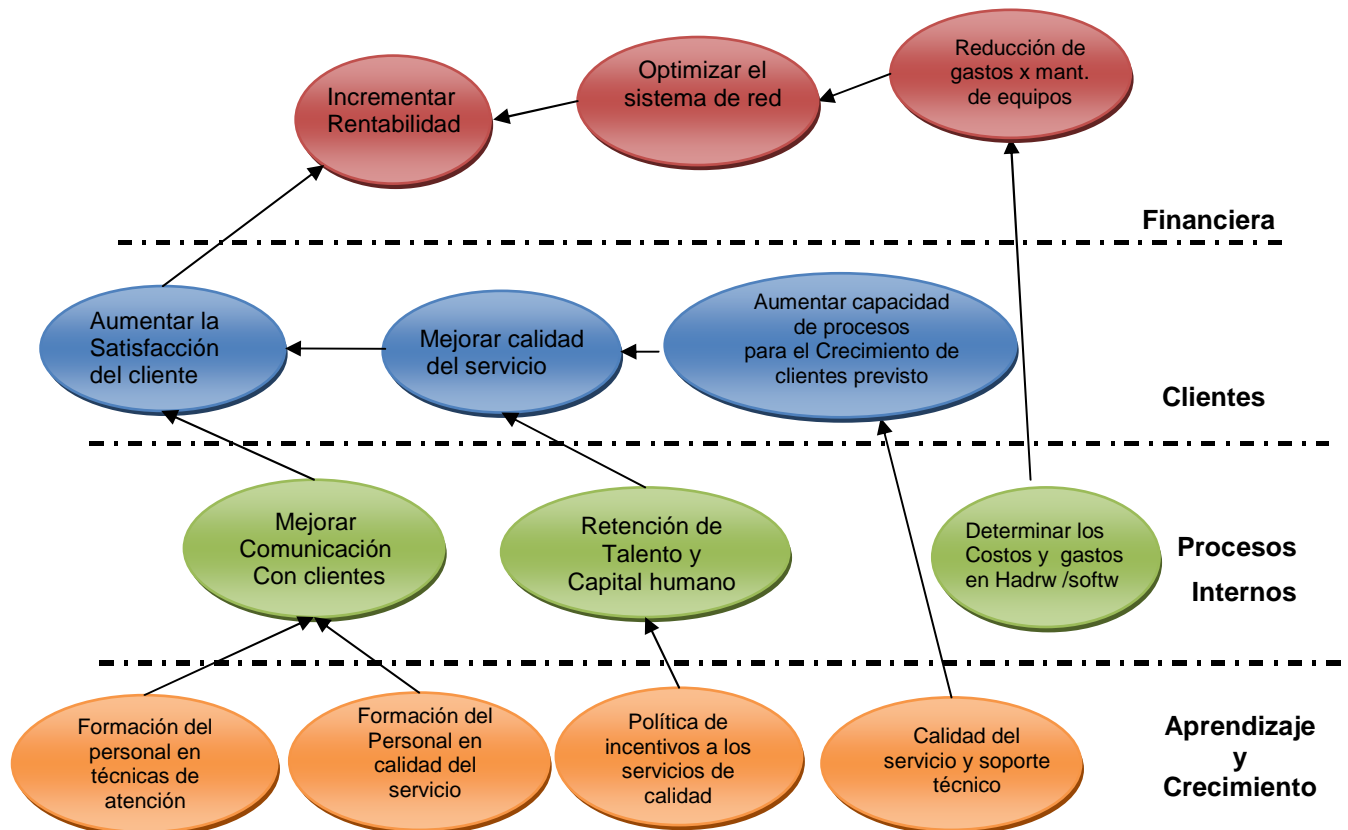 Incrementar
Rentabilidad
Optimizar el
sistema de red
Reducción de
gastos x mant.
de equipos
Financiera
Aumentar la
Satisfacción
del cliente
Mejorar calidad
del servicio
Aumentar capacidad
de procesos
para el Crecimiento de
clientes previsto
Clientes
Mejorar
Comunicación
Con clientes
Retención de
Talento y
Capital humano
Determinar los
Costos y gastos
en Hadrw /softw
Procesos
Internos
Formación del
personal en
técnicas de
atención
Formación del
Personal en
calidad del
servicio
Política de
incentivos a los
servicios de
calidad
Calidad del
servicio y soporte
técnico
Aprendizaje
y
Crecimiento